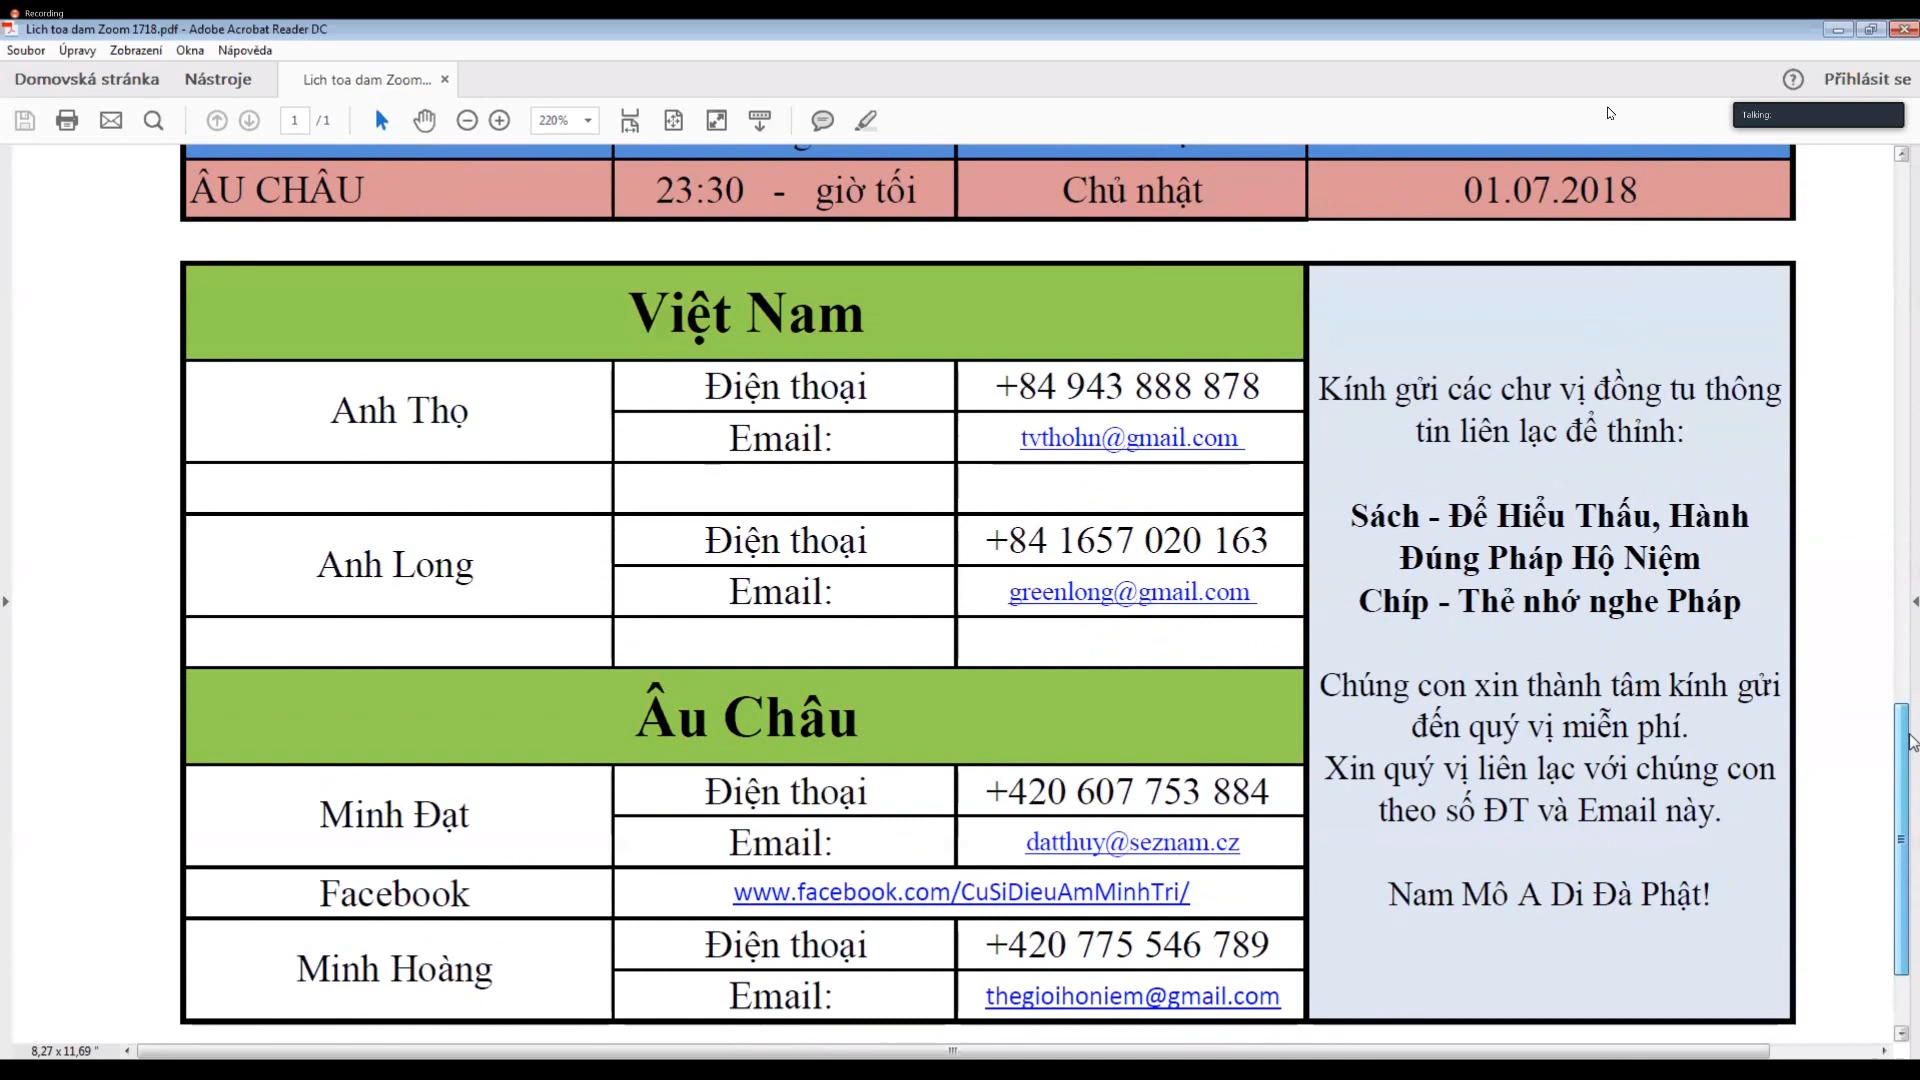 Recording
Lich toa dam Zoom 1718.pdf - Adobe Acrobat Reader DC
Soubor Úpravy Zobrazení Okna Nápověda
Domovská stránka Nástroje Lich toa dam Zoom... × Přihlásit se
1 / 1 220% Talking:
ÂU CHÂU 23:30 - giờ tối Chủ nhật 01.07.2018
Việt Nam
Anh Thọ
Điện thoại +84 943 888 878
Email: tvthohn@gmail.com
Anh Long
Điện thoại +84 1657 020 163
Email: greenlong@gmail.com
Âu Châu
Minh Đạt
Điện thoại +420 607 753 884
Email: datthuy@seznam.cz
Facebook www.facebook.com/CuSiDieuAmMinhTri/
Minh Hoàng
Điện thoại +420 775 546 789
Email: thegioihoniem@gmail.com
Kính gửi các chư vị đồng tu thông
tin liên lạc để thỉnh:
Sách - Để Hiểu Thấu, Hành
Đúng Pháp Hộ Niệm
Chíp - Thẻ nhớ nghe Pháp
Chúng con xin thành tâm kính gửi
đến quý vị miễn phí.
Xin quý vị liên lạc với chúng con
theo số ĐT và Email này.
Nam Mô A Di Đà Phật!
8,27 x 11,69 "